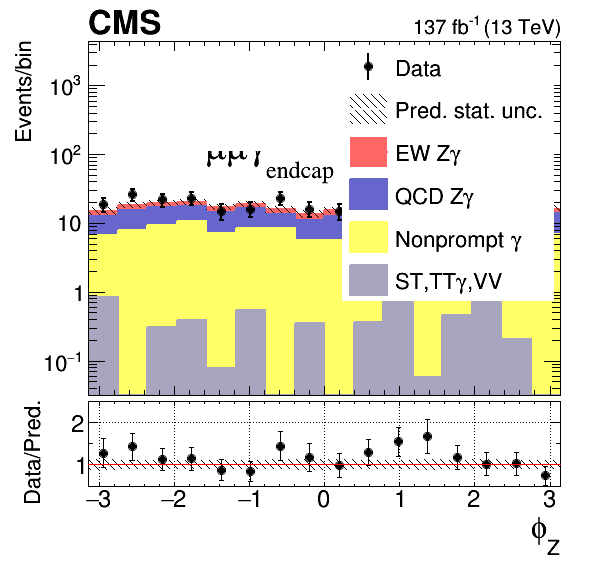 CMS 137 fb⁻¹ (13 TeV)
Events/bin
10³
10²
10
1
10⁻¹
μμγ endcap
Data
Pred. stat. unc.
EW Zγ
QCD Zγ
Nonprompt γ
ST,TTγ,VV
Data/Pred.
2
1
−3 −2 −1 0 1 2 3
ϕ_Z